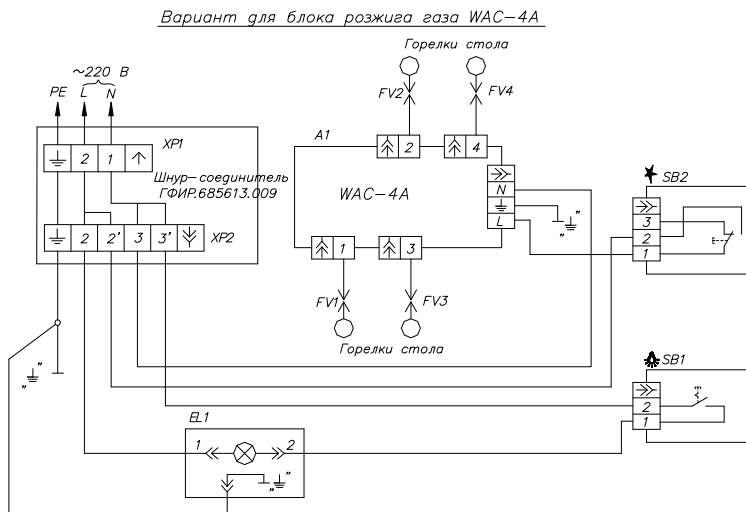 Вариант для блока розжига газа WAC-4A
Горелки стола
~220 В
PE L N
FV2 FV4
XP1
2 1
A1
2 4
Шнур-соединитель
ГФИР.685613.009
WAC-4A
N
L
SB2
3
2
1
XP2
2 2' 3 3'
1 3
FV1 FV3
Горелки стола
„ ”
SB1
2
1
EL1
1 2
„ ”